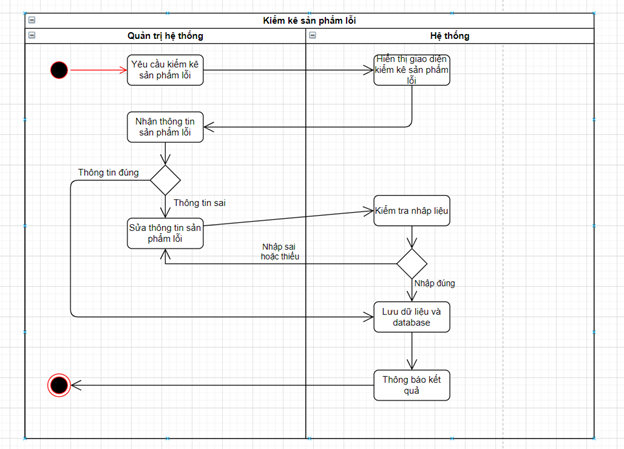 Kiểm kê sản phẩm lỗi
Quản trị hệ thống
Hệ thống
Yêu cầu kiểm kê
sản phẩm lỗi
Hiển thị giao diện
kiểm kê sản phẩm
lỗi
Nhận thông tin
sản phẩm lỗi
Thông tin đúng
Thông tin sai
Sửa thông tin sản
phẩm lỗi
Kiểm tra nhập liệu
Nhập sai
hoặc thiếu
Nhập đúng
Lưu dữ liệu và
database
Thông báo kết
quả